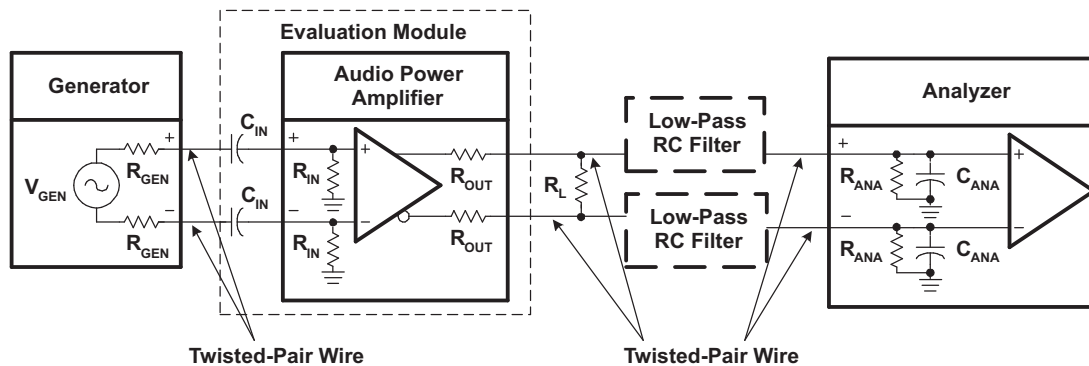 Evaluation Module
Generator
Audio Power
Amplifier
Analyzer
Low-Pass
RC Filter
Low-Pass
RC Filter
V_GEN
R_GEN
R_GEN
+
−
C_IN
C_IN
+
−
R_IN
R_IN
+
−
R_OUT
R_OUT
R_L
+
−
R_ANA
R_ANA
C_ANA
C_ANA
+
−
Twisted-Pair Wire
Twisted-Pair Wire